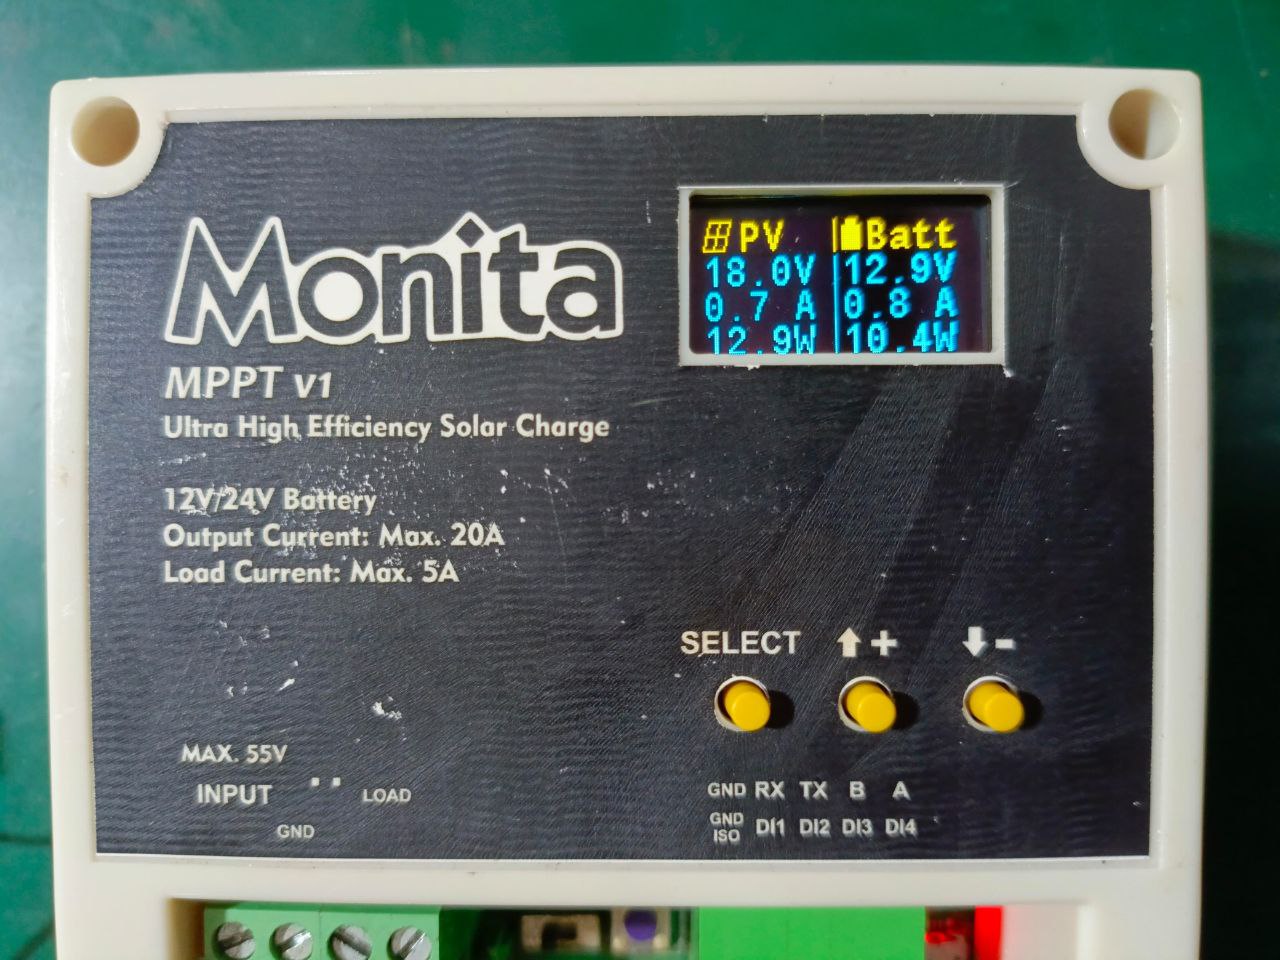 Monita
MPPT v1
Ultra High Efficiency Solar Charge
12V/24V Battery
Output Current: Max. 20A
Load Current: Max. 5A
PV Batt
18.0V 12.9V
0.7 A 0.8 A
12.9W 10.4W
SELECT + -
MAX. 55V
INPUT LOAD
GND
GND RX TX B A
GND ISO DI1 DI2 DI3 DI4